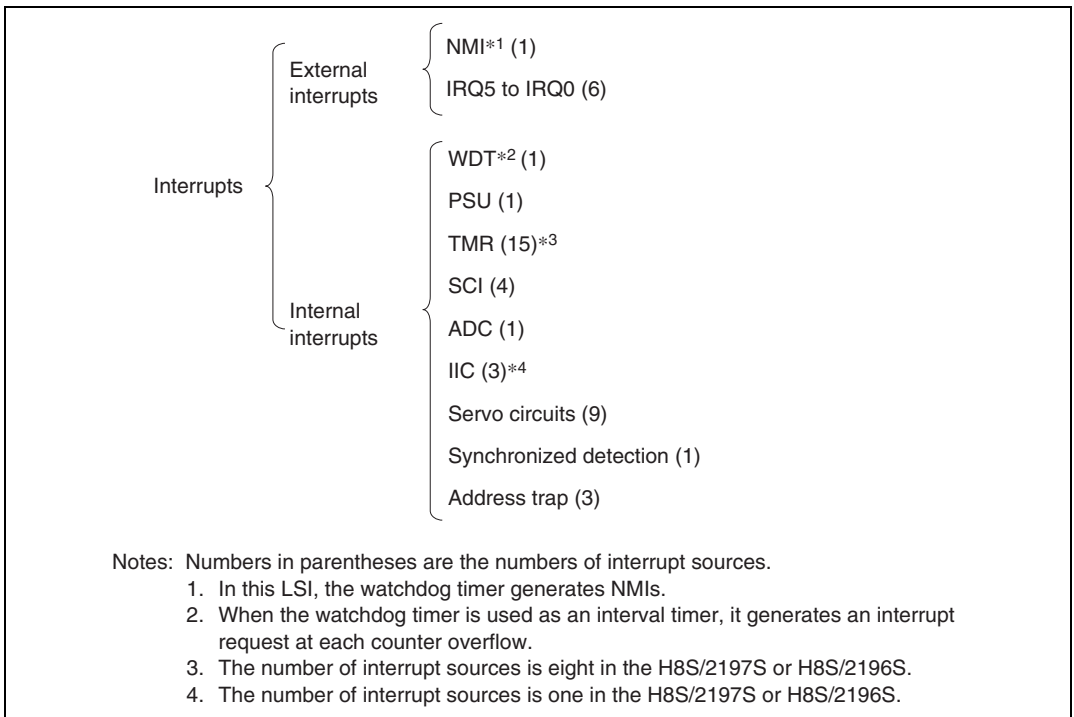 NMI*1 (1)
External
interrupts
IRQ5 to IRQ0 (6)
Interrupts
WDT*2 (1)
PSU (1)
TMR (15)*3
SCI (4)
Internal
interrupts
ADC (1)
IIC (3)*4
Servo circuits (9)
Synchronized detection (1)
Address trap (3)
Notes: Numbers in parentheses are the numbers of interrupt sources.
1. In this LSI, the watchdog timer generates NMIs.
2. When the watchdog timer is used as an interval timer, it generates an interrupt
request at each counter overflow.
3. The number of interrupt sources is eight in the H8S/2197S or H8S/2196S.
4. The number of interrupt sources is one in the H8S/2197S or H8S/2196S.